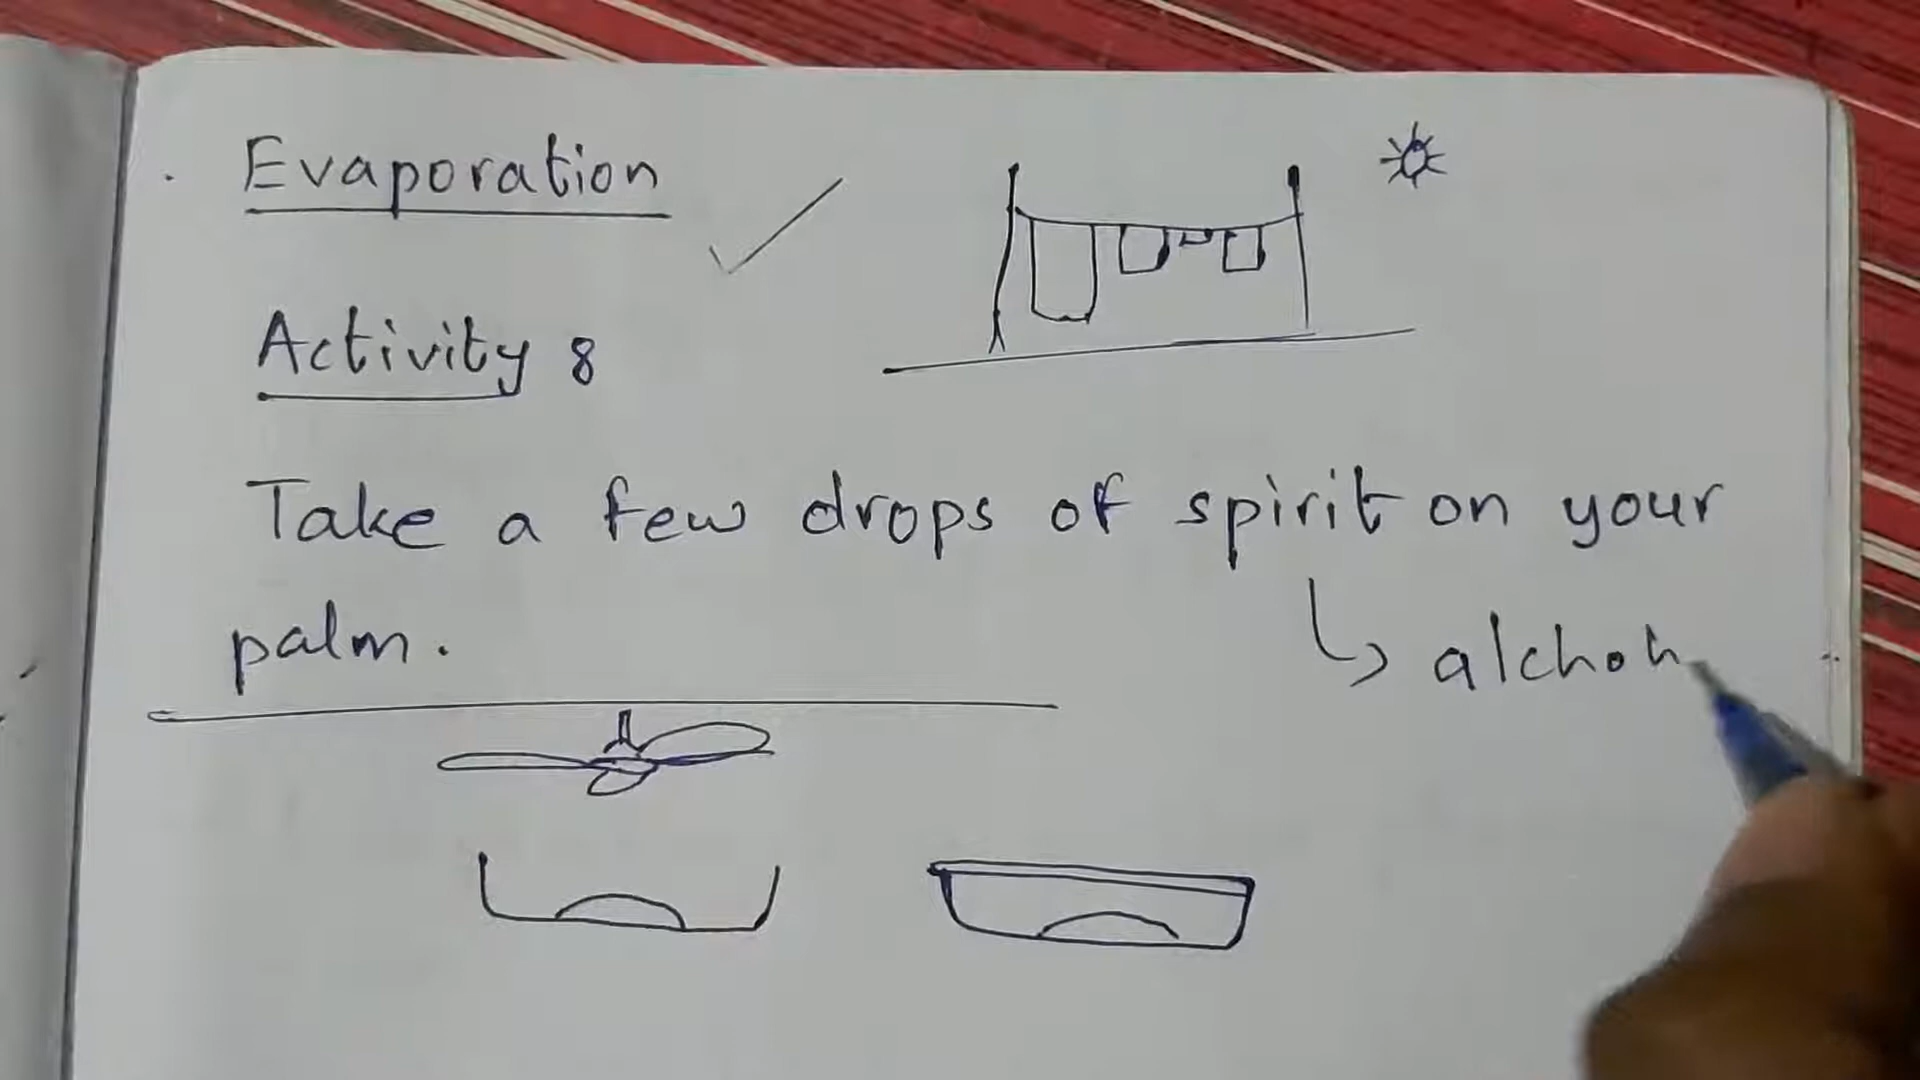 Evaporation
Activity 8
Take a few drops of spirit on your
alchoh
palm.